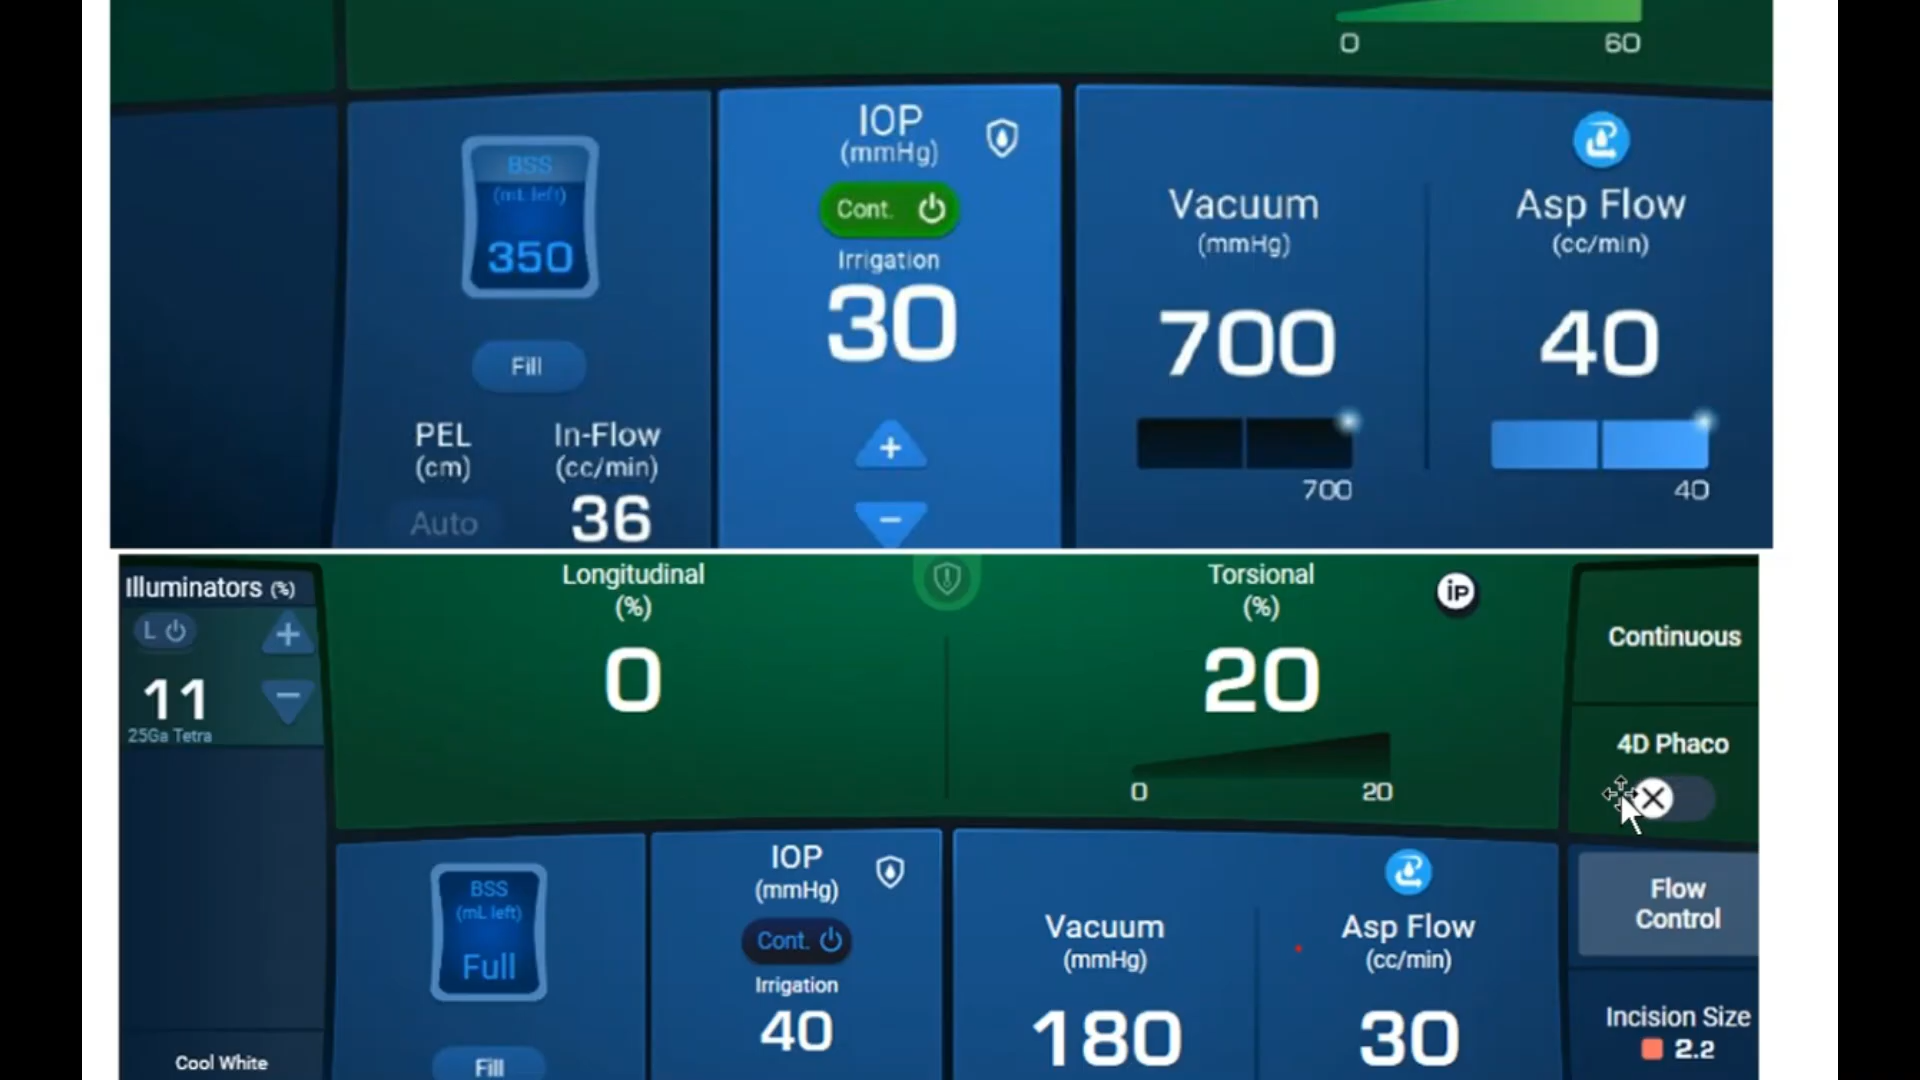 0 60
BSS
(mL left)
350
Fill
PEL
(cm)
Auto
In-Flow
(cc/min)
36
IOP
(mmHg)
Cont.
Irrigation
30
+
−
Vacuum
(mmHg)
700
700
Asp Flow
(cc/min)
40
40
Illuminators (%)
L
+
11
−
25Ga Tetra
Cool White
Longitudinal
(%)
0
Torsional
(%)
20
0 20
iP
Continuous
4D Phaco
Flow
Control
Incision Size
2.2
BSS
(mL left)
Full
Fill
IOP
(mmHg)
Cont.
Irrigation
40
Vacuum
(mmHg)
180
Asp Flow
(cc/min)
30